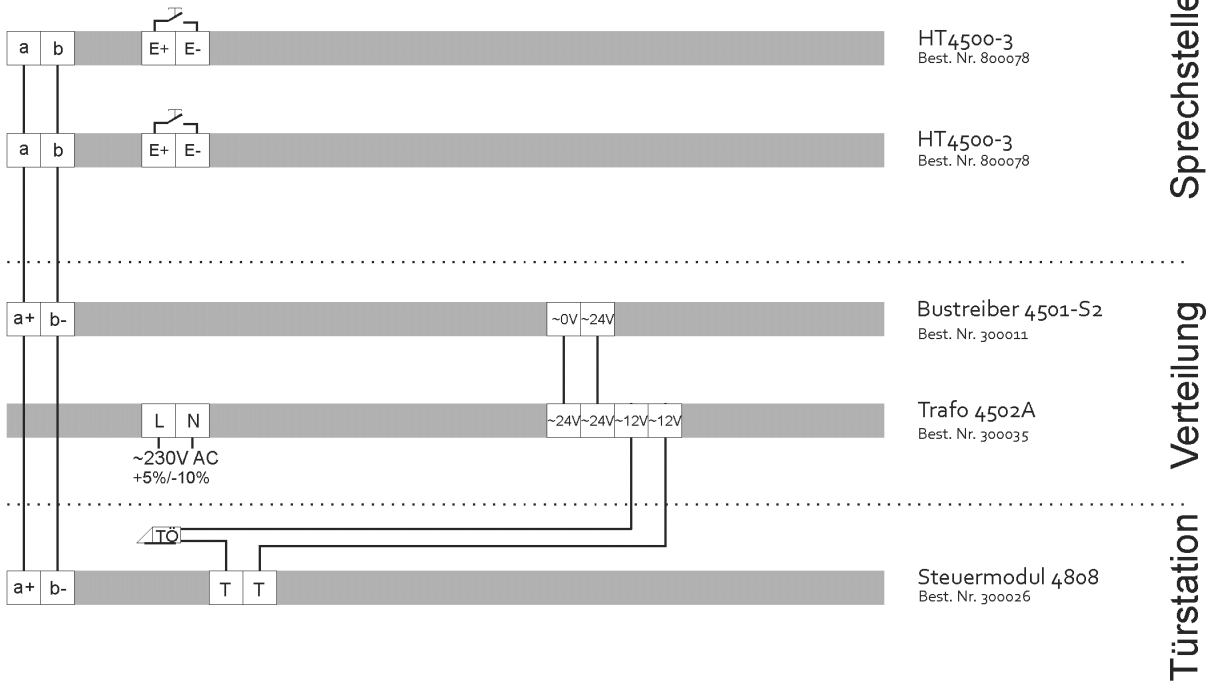 a b E+ E- HT4500-3
Best. Nr. 800078
a b E+ E- HT4500-3
Best. Nr. 800078
Sprechstelle
a+ b- ~0V ~24V Bustreiber 4501-S2
Best. Nr. 300011
L N ~24V ~24V ~12V ~12V Trafo 4502A
Best. Nr. 300035
~230V AC
+5%/-10%
Verteilung
TÖ
a+ b- T T Steuermodul 4808
Best. Nr. 300026
Türstation